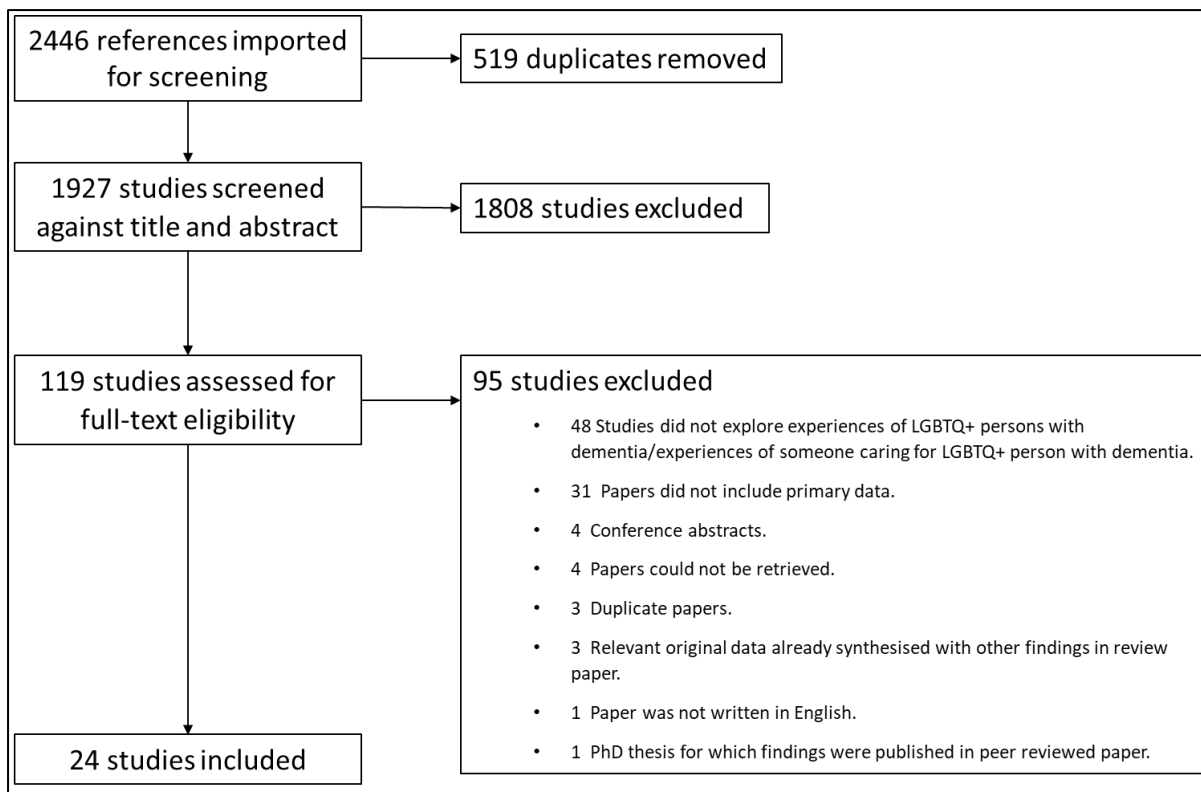 2446 references imported
for screening
519 duplicates removed
1927 studies screened
against title and abstract
1808 studies excluded
119 studies assessed for
full-text eligibility
95 studies excluded
• 48 Studies did not explore experiences of LGBTQ+ persons with
dementia/experiences of someone caring for LGBTQ+ person with dementia.
• 31 Papers did not include primary data.
• 4 Conference abstracts.
• 4 Papers could not be retrieved.
• 3 Duplicate papers.
• 3 Relevant original data already synthesised with other findings in review
paper.
• 1 Paper was not written in English.
• 1 PhD thesis for which findings were published in peer reviewed paper.
24 studies included